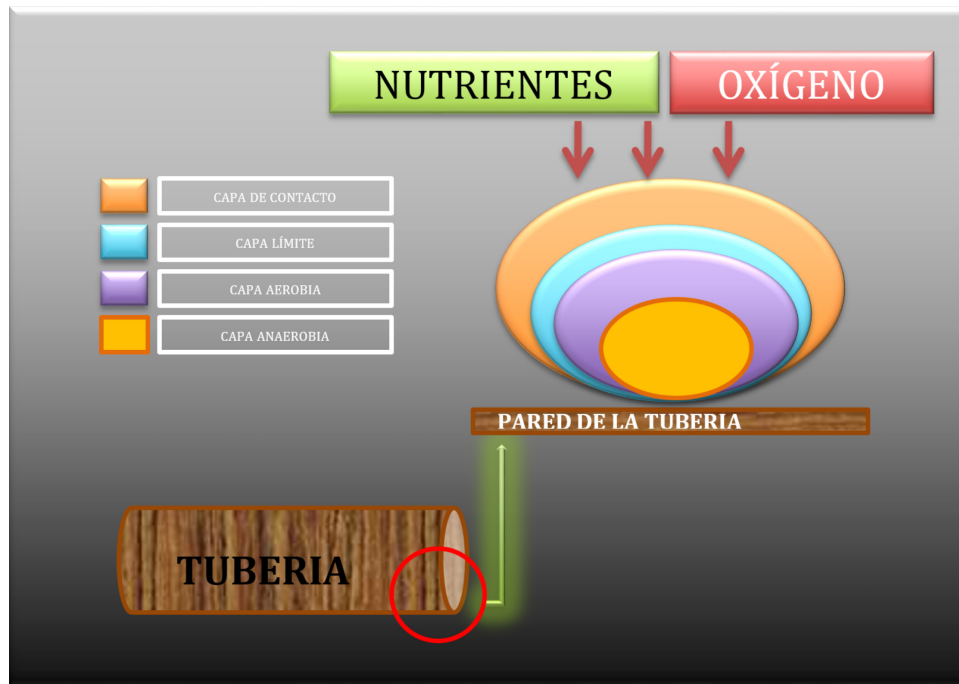 NUTRIENTES
OXÍGENO
CAPA DE CONTACTO
CAPA LÍMITE
CAPA AEROBIA
CAPA ANAEROBIA
PARED DE LA TUBERIA
TUBERIA